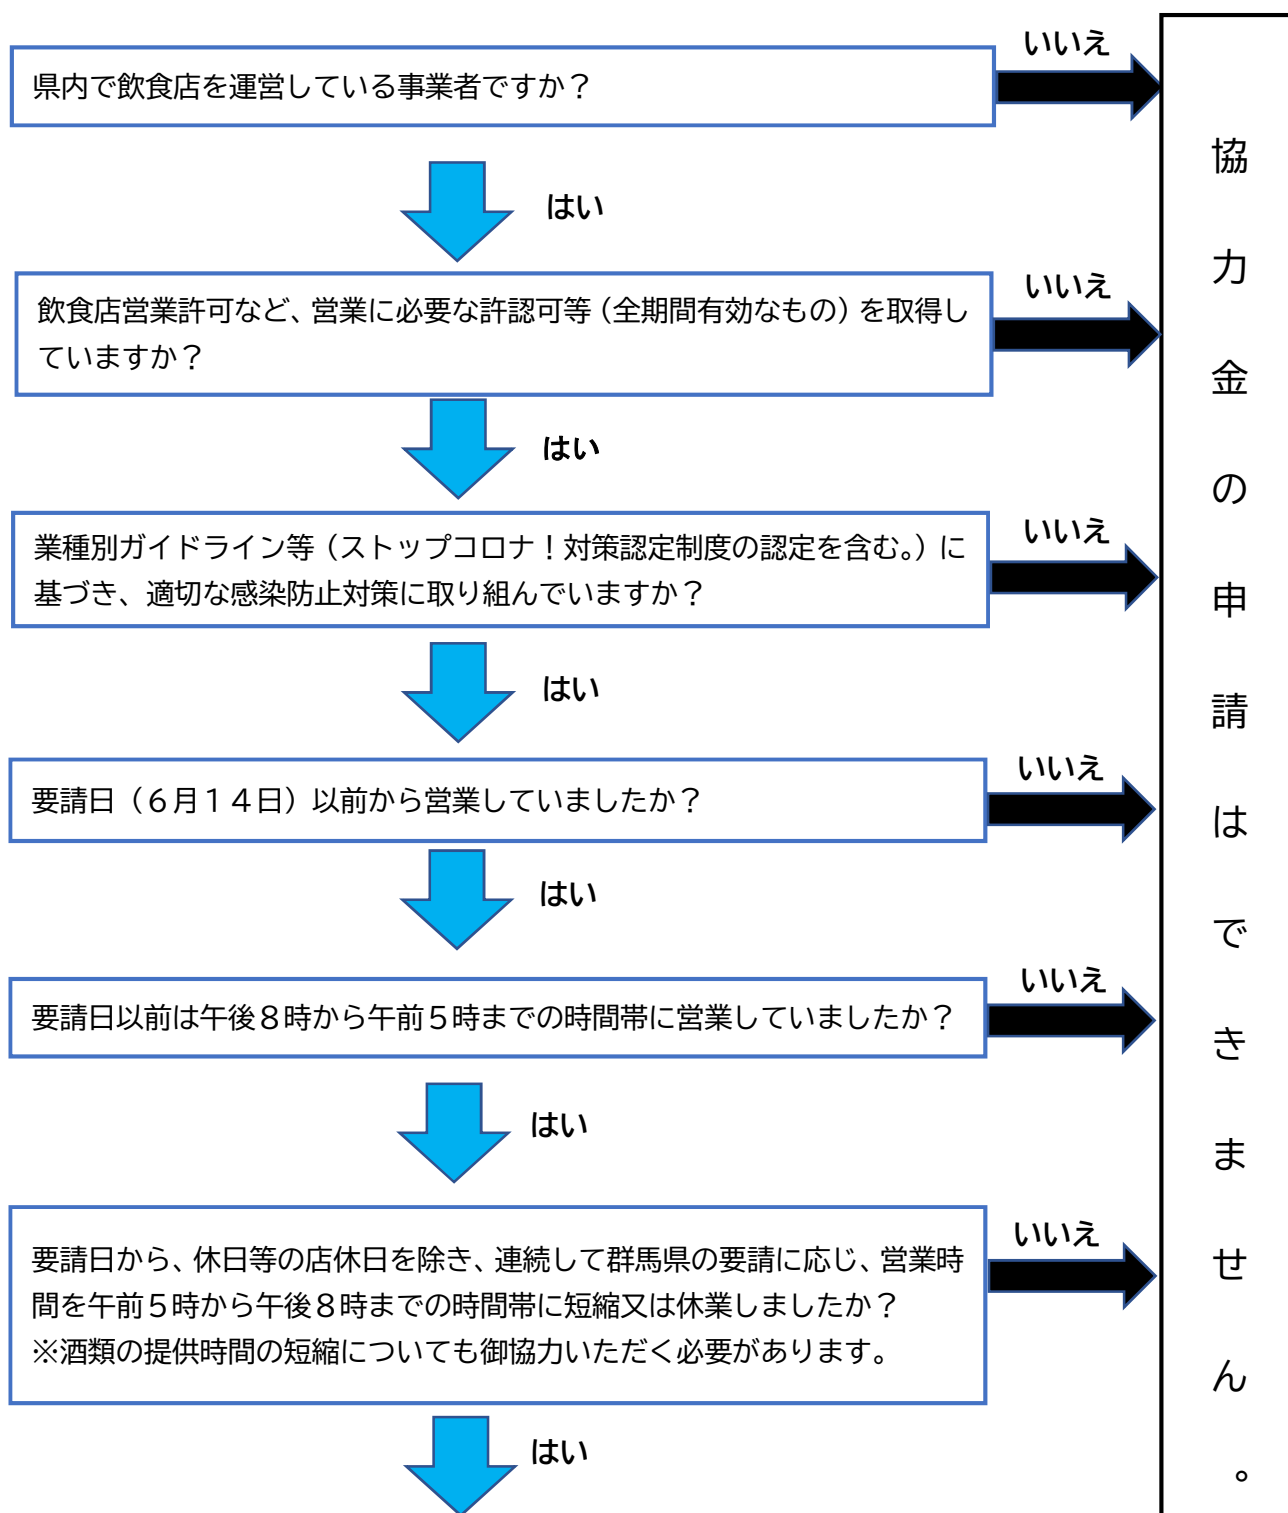 県内で飲食店を運営している事業者ですか？
いいえ
はい
飲食店営業許可など、営業に必要な許認可等（全期間有効なもの）を取得し
ていますか？
いいえ
はい
業種別ガイドライン等（ストップコロナ！対策認定制度の認定を含む。）に
基づき、適切な感染防止対策に取り組んでいますか？
いいえ
はい
要請日（６月１４日）以前から営業していましたか？
いいえ
はい
要請日以前は午後８時から午前５時までの時間帯に営業していましたか？
いいえ
はい
要請日から、休日等の店休日を除き、連続して群馬県の要請に応じ、営業時
間を午前５時から午後８時までの時間帯に短縮又は休業しましたか？
※酒類の提供時間の短縮についても御協力いただく必要があります。
いいえ
はい
協力金の申請はできません。